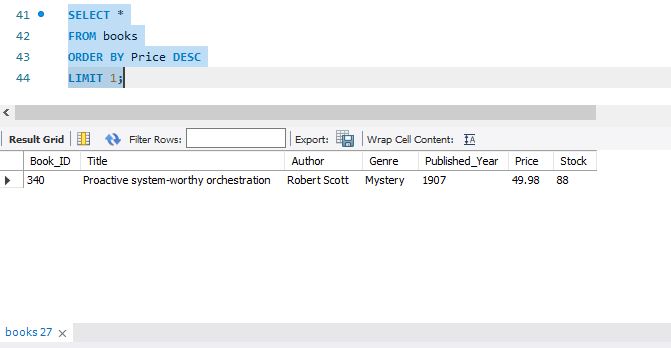 41 SELECT *
42 FROM books
43 ORDER BY Price DESC
44 LIMIT 1;
Result Grid Filter Rows: Export: Wrap Cell Content:
Book_ID Title Author Genre Published_Year Price Stock
340 Proactive system-worthy orchestration Robert Scott Mystery 1907 49.98 88
books 27